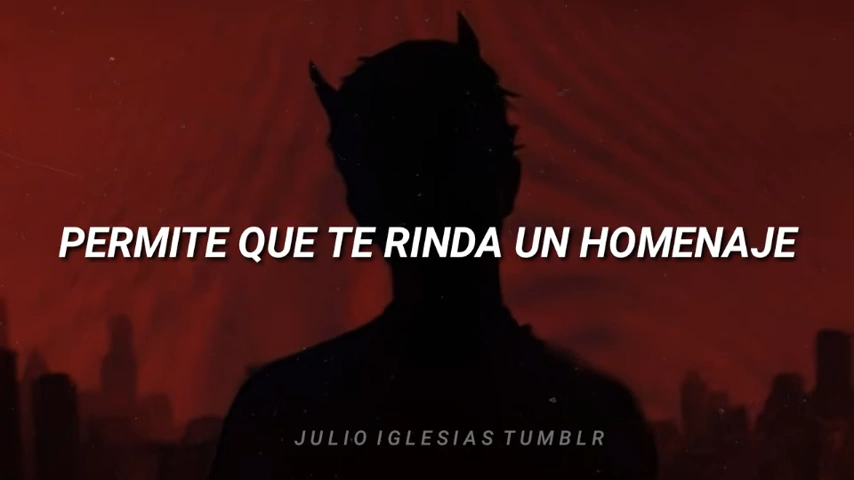 PERMITE QUE TE RINDA UN HOMENAJE
JULIO IGLESIAS TUMBLR